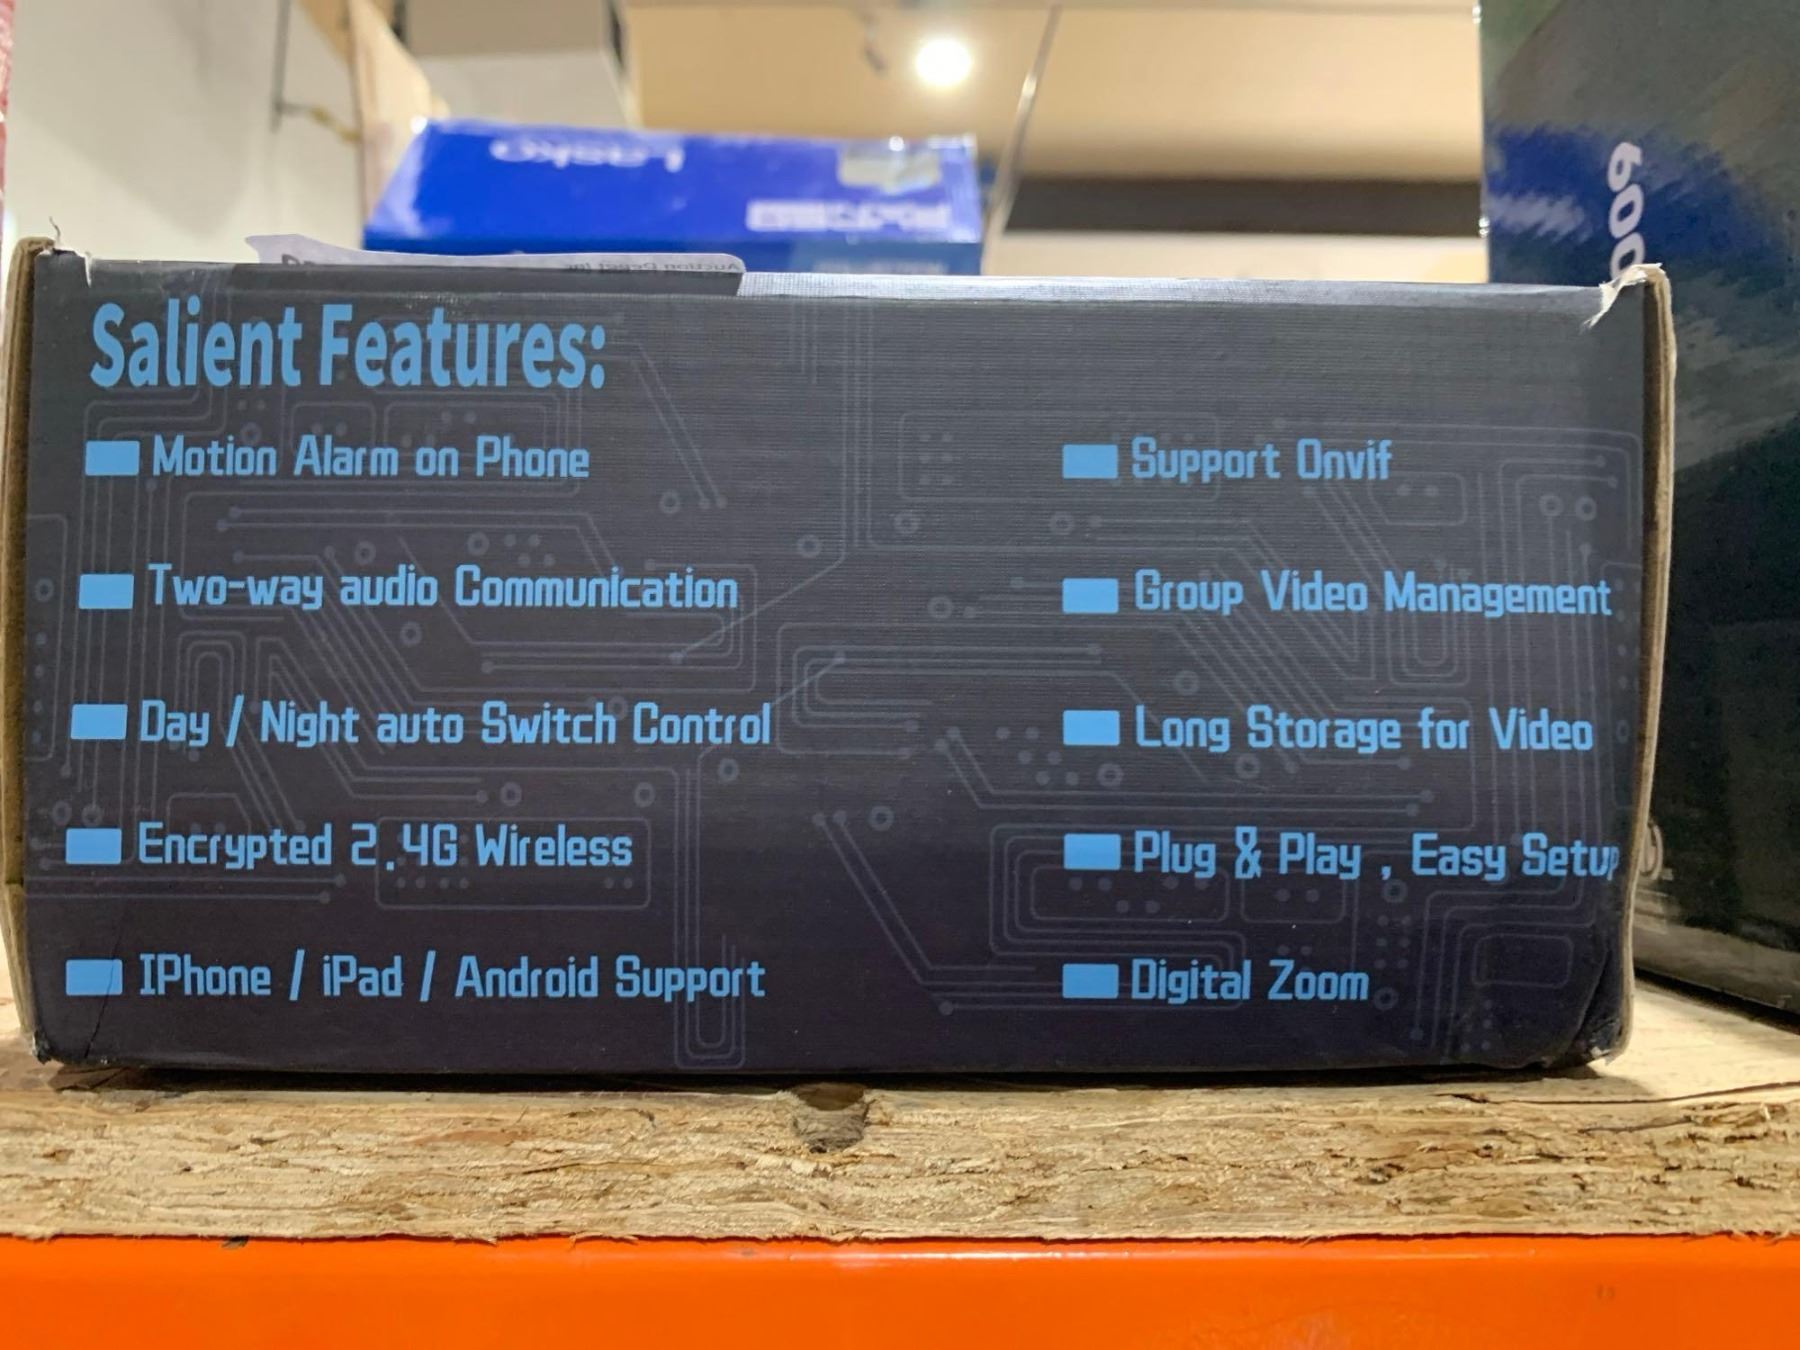 Lasko
600
Salient Features:
Motion Alarm on Phone
Two-way audio Communication
Day / Night auto Switch Control
Encrypted 2.4G Wireless
IPhone / iPad / Android Support
Support Onvif
Group Video Management
Long Storage for Video
Plug & Play , Easy Setup
Digital Zoom